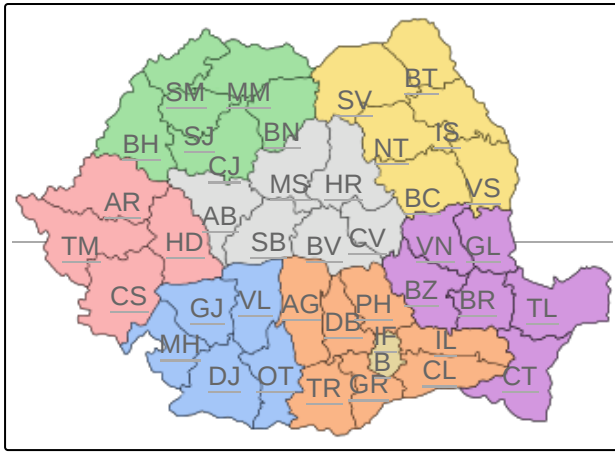 BT
SM MM SV
SJ BN IS
BH NT
CJ
MS HR
AR BC VS
AB
TM HD SB BV CV VN GL
CS GJ VL AG PH BZ BR TL
DB
MH IF IL
B
DJ OT TR GR CL CT